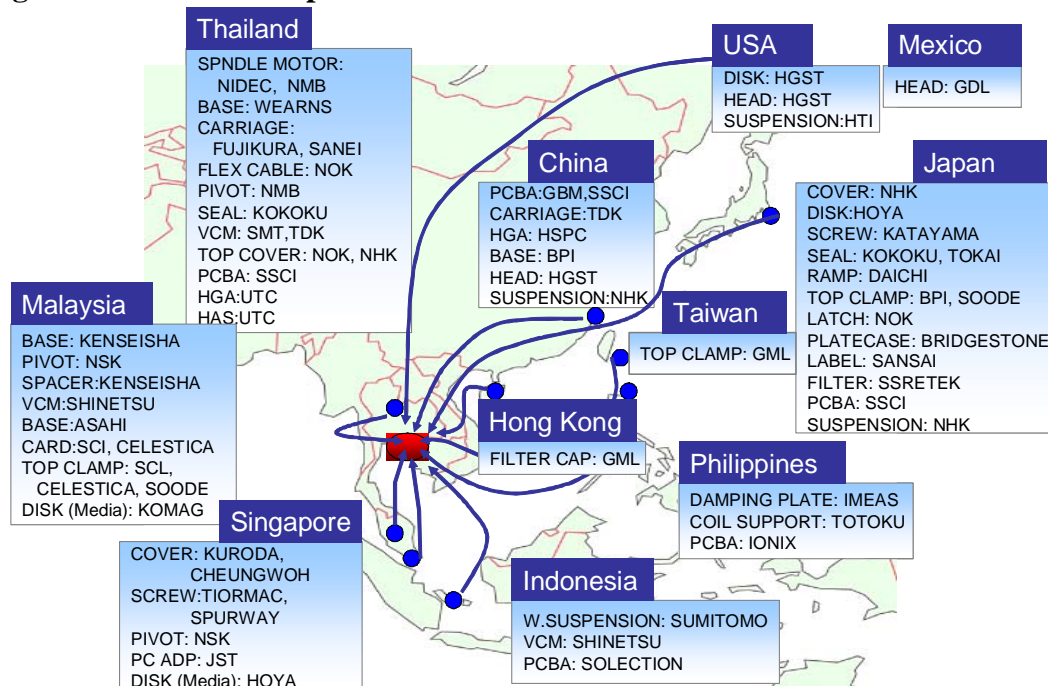 Thailand
SPNDLE MOTOR:
NIDEC, NMB
BASE: WEARNS
CARRIAGE:
FUJIKURA, SANEI
FLEX CABLE: NOK
PIVOT: NMB
SEAL: KOKOKU
VCM: SMT,TDK
TOP COVER: NOK, NHK
PCBA: SSCI
HGA:UTC
HAS:UTC
USA
DISK: HGST
HEAD: HGST
SUSPENSION:HTI
Mexico
HEAD: GDL
China
PCBA:GBM,SSCI
CARRIAGE:TDK
HGA: HSPC
BASE: BPI
HEAD: HGST
SUSPENSION:NHK
Japan
COVER: NHK
DISK:HOYA
SCREW: KATAYAMA
SEAL: KOKOKU, TOKAI
RAMP: DAICHI
TOP CLAMP: BPI, SOODE
LATCH: NOK
PLATECASE: BRIDGESTONE
LABEL: SANSAI
FILTER: SSRETEK
PCBA: SSCI
SUSPENSION: NHK
Malaysia
BASE: KENSEISHA
PIVOT: NSK
SPACER:KENSEISHA
VCM:SHINETSU
BASE:ASAHI
CARD:SCI, CELESTICA
TOP CLAMP: SCL,
CELESTICA, SOODE
DISK (Media): KOMAG
Taiwan
TOP CLAMP: GML
Hong Kong
FILTER CAP: GML
Philippines
DAMPING PLATE: IMEAS
COIL SUPPORT: TOTOKU
PCBA: IONIX
Singapore
COVER: KURODA,
CHEUNGWOH
SCREW:TIORMAC,
SPURWAY
PIVOT: NSK
PC ADP: JST
DISK (Media): HOYA
Indonesia
W.SUSPENSION: SUMITOMO
VCM: SHINETSU
PCBA: SOLECTION